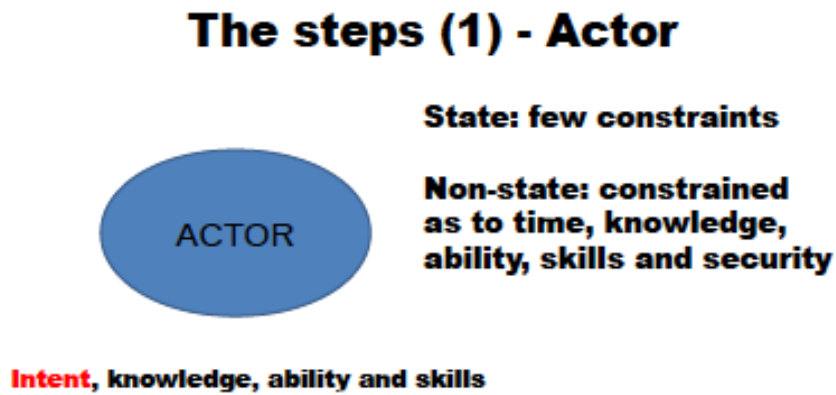 The steps (1) - Actor
State: few constraints
ACTOR
Non-state: constrained
as to time, knowledge,
ability, skills and security
Intent, knowledge, ability and skills